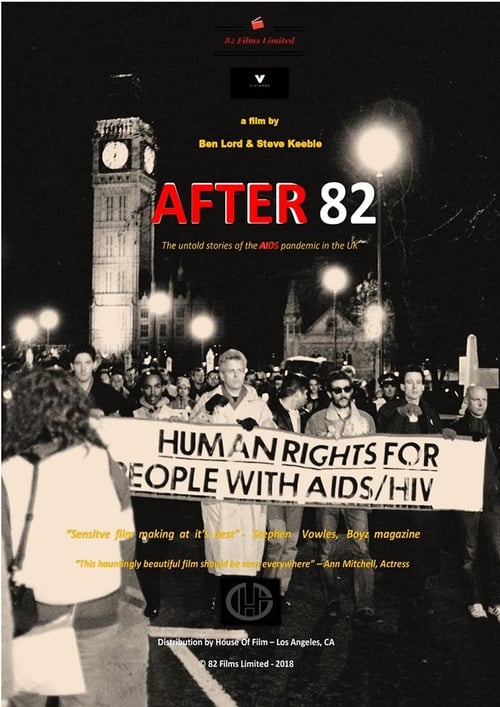 82 Films Limited
V
a film by
Ben Lord & Steve Keeble
AFTER 82
The untold stories of the AIDS pandemic in the UK
HUMAN RIGHTS FOR
PEOPLE WITH AIDS/HIV
"Sensitve film making at it's best" - Stephen Vowles, Boyz magazine
"This hauntingly beautiful film should be seen everywhere" – Ann Mitchell, Actress
Distribution by House Of Film – Los Angeles, CA
© 82 Films Limited - 2018